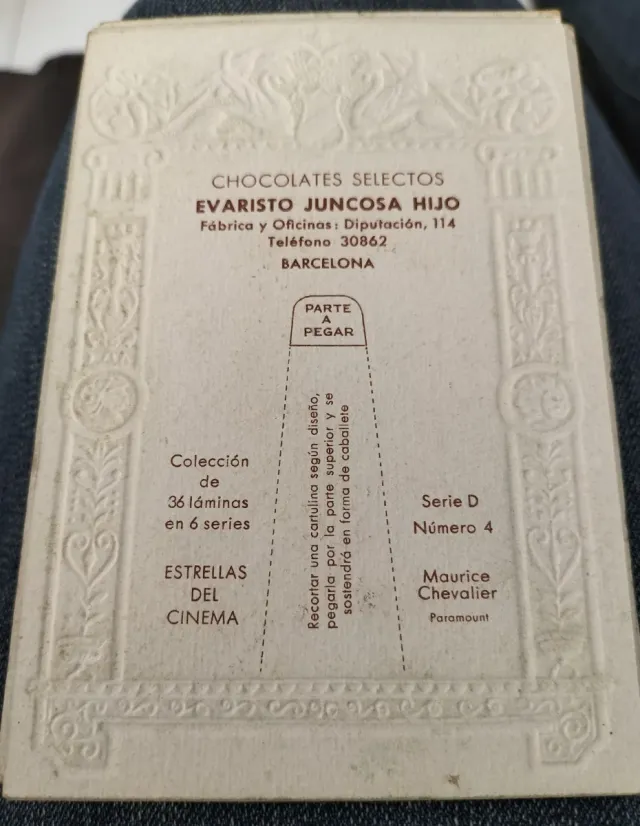 CHOCOLATES SELECTOS
EVARISTO JUNCOSA HIJO
Fábrica y Oficinas: Diputación, 114
Teléfono 30862
BARCELONA
PARTE
A
PEGAR
Recortar una cartulina según diseño,
pegarla por la parte superior y se
sostendrá en forma de caballete
Colección
de
36 láminas
en 6 series
ESTRELLAS
DEL
CINEMA
Serie D
Número 4
Maurice
Chevalier
Paramount